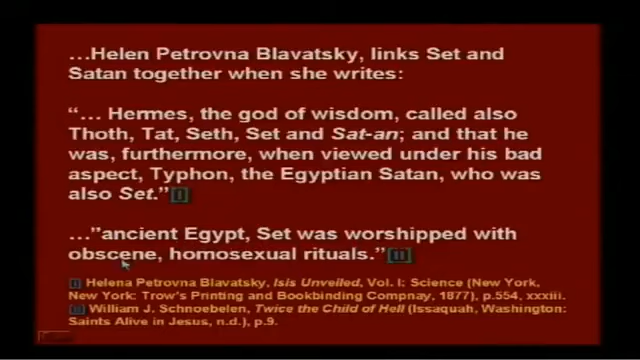 ...Helen Petrovna Blavatsky, links Set and
Satan together when she writes:
“... Hermes, the god of wisdom, called also
Thoth, Tat, Seth, Set and Sat-an; and that he
was, furthermore, when viewed under his bad
aspect, Typhon, the Egyptian Satan, who was
also Set.”[i]
...”ancient Egypt, Set was worshipped with
obscene, homosexual rituals.”[ii]
[i] Helena Petrovna Blavatsky, Isis Unveiled, Vol. I: Science (New York,
New York: Trow's Printing and Bookbinding Compnay, 1877), p.554, xxxiii.
[ii] William J. Schnoebelen, Twice the Child of Hell (Issaquah, Washington:
Saints Alive in Jesus, n.d.), p.9.